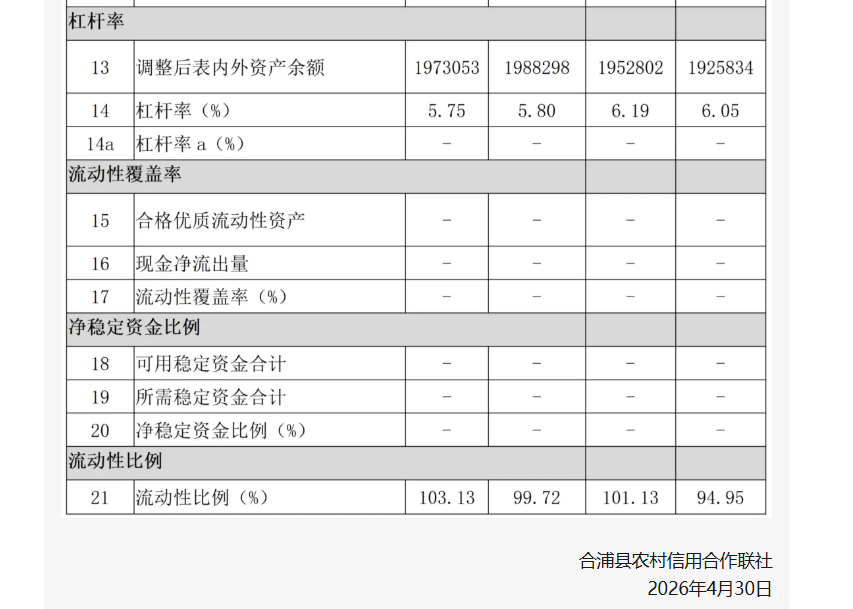 杠杆率
13 调整后表内外资产余额 1973053 1988298 1952802 1925834
14 杠杆率（%） 5.75 5.80 6.19 6.05
14a 杠杆率 a（%） － － － －
流动性覆盖率
15 合格优质流动性资产 － － － －
16 现金净流出量 － － － －
17 流动性覆盖率（%） － － － －
净稳定资金比例
18 可用稳定资金合计 － － － －
19 所需稳定资金合计 － － － －
20 净稳定资金比例（%） － － － －
流动性比例
21 流动性比例（%） 103.13 99.72 101.13 94.95
合浦县农村信用合作联社
2026年4月30日